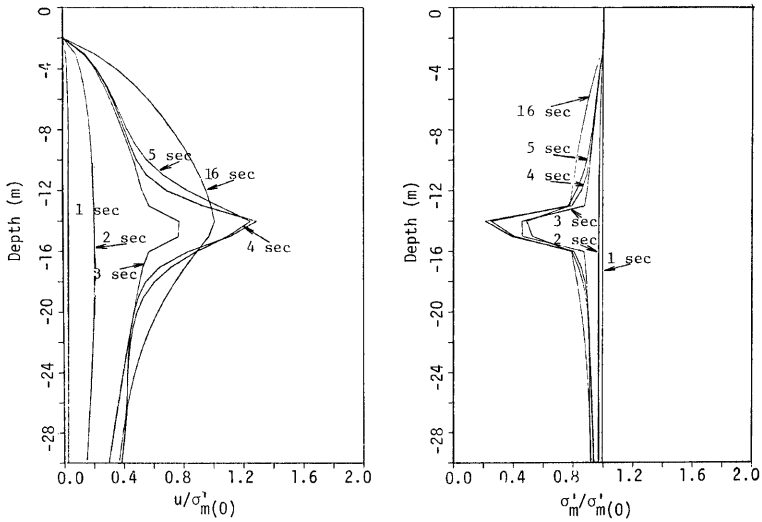 0
-4
-8
-12
-16
-20
-24
-28
Depth (m)
5 sec
16 sec
1 sec
2 sec
3 sec
4 sec
0.0 0.4 0.8 1.2 1.6 2.0
u/σ'm(0)
0
-4
-8
-12
-16
-20
-24
-28
Depth (m)
16 sec
5 sec
4 sec
3 sec
2 sec
1 sec
0.0 0.4 0.8 1.2 1.6 2.0
σ'm/σ'm(0)